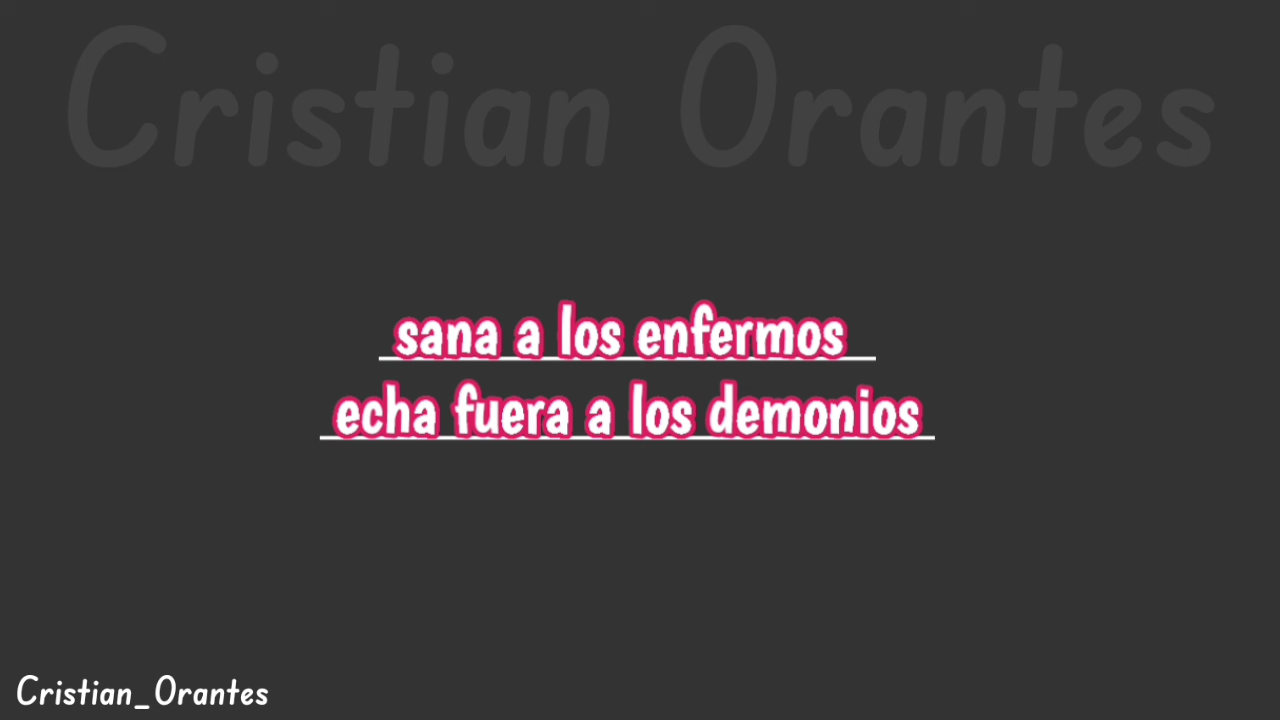 Cristian Orantes
sana a los enfermos
echa fuera a los demonios
Cristian_Orantes